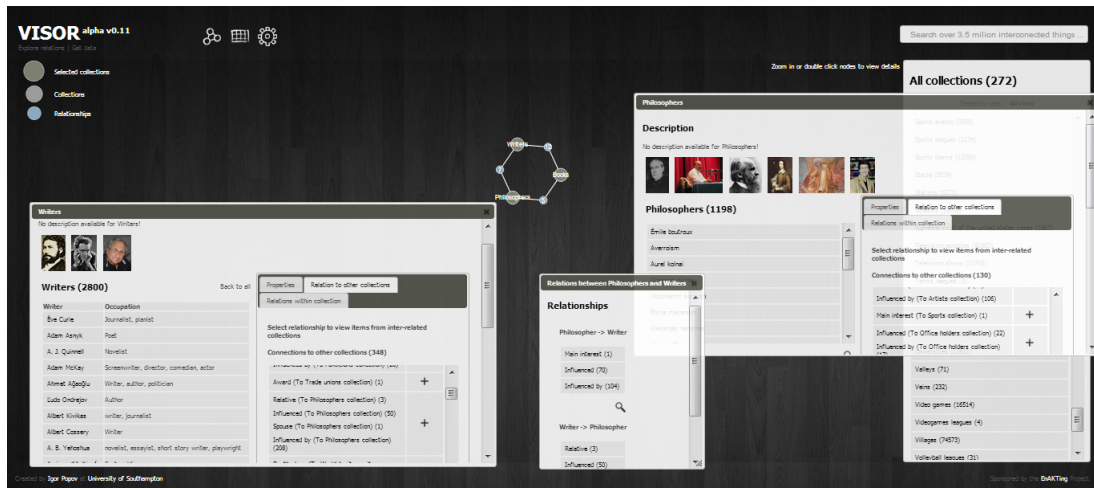 VISOR alpha v0.11
Explore relations | Get data
Search over 3.5 milion interconnected things ...
Selected collections
Collections
Relationships
Zoom in or double click nodes to view details
All collections (272)
Writers
Books
Philosophers
Philosophers
Description
No description available for Philosophers!
Philosophers (1198)
Émile boutroux
Averroism
Aurel kolnai
Properties
Relation to other collections
Relations within collection
Select relationship to view items from inter-related
collections
Connections to other collections (130)
Influenced by (To Artists collection) (106)
Main interest (To Sports collection) (1)
+
Influenced (To Office holders collection) (22)
Influenced by (To Office holders collection)
+
Valleys (71)
Veins (232)
Video games (16514)
Videogames leagues (4)
Villages (74573)
Volleyball leagues (31)
Writers
No description available for Writers!
Writers (2800)
Back to all
Writer Occupation
Ève Curie Journalist, pianist
Adam Asnyk Poet
A. J. Quinnell Novelist
Adam McKay Screenwriter, director, comedian, actor
Ahmet Ağaoğlu Writer, author, politician
Ľudo Ondrejov Author
Albert Kivikas writer, journalist
Albert Cossery Writer
A. B. Yehoshua novelist, essayist, short story writer, playwright
Properties
Relation to other collections
Relations within collection
Select relationship to view items from inter-related
collections
Connections to other collections (348)
Award (To Trade unions collection) (1)
+
Relative (To Philosophers collection) (3)
Influenced (To Philosophers collection) (50)
Spouse (To Philosophers collection) (1)
+
Influenced by (To Philosophers collection)
(208)
Relations between Philosophers and Writers
Relationships
Philosopher -> Writer
Main interest (1)
Influenced (70)
Influenced by (104)
Writer -> Philosopher
Relative (3)
Influenced (50)
Created by Igor Popov at University of Southampton
Sponsored by the EnAKTing Project